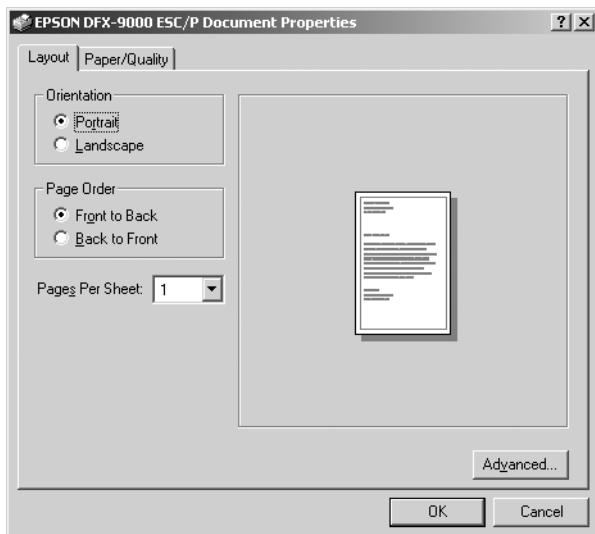 EPSON DFX-9000 ESC/P Document Properties
Layout
Paper/Quality
Orientation
Portrait
Landscape
Page Order
Front to Back
Back to Front
Pages Per Sheet: 1
Advanced...
OK
Cancel